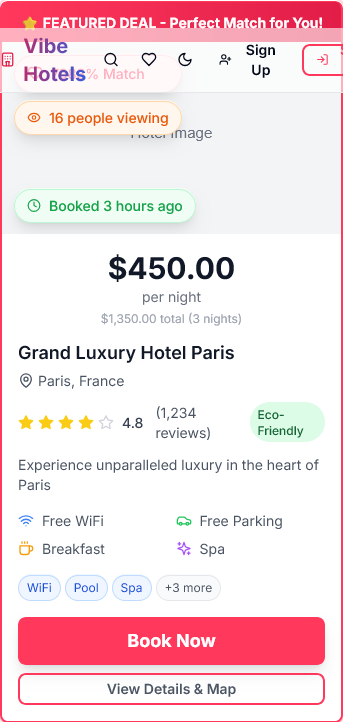 FEATURED DEAL - Perfect Match for You!
Vibe
Hotels
% Match
Sign
Up
16 people viewing
Hotel Image
Booked 3 hours ago
$450.00
per night
$1,350.00 total (3 nights)
Grand Luxury Hotel Paris
Paris, France
4.8
(1,234
reviews)
Eco-
Friendly
Experience unparalleled luxury in the heart of
Paris
Free WiFi
Free Parking
Breakfast
Spa
WiFi
Pool
Spa
+3 more
Book Now
View Details & Map